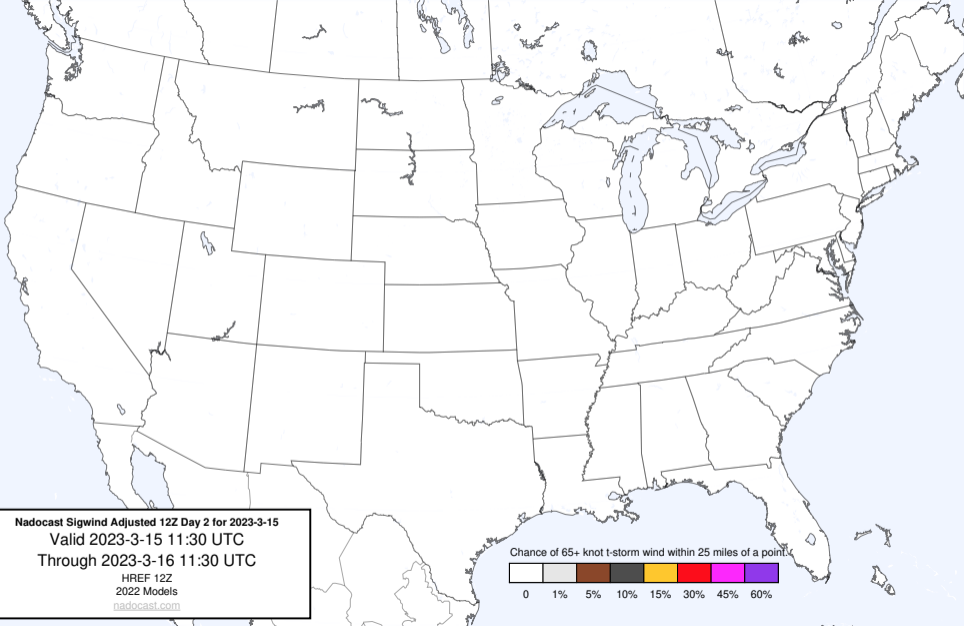 Nadocast Sigwind Adjusted 12Z Day 2 for 2023-3-15
Valid 2023-3-15 11:30 UTC
Through 2023-3-16 11:30 UTC
HREF 12Z
2022 Models
nadocast.com
Chance of 65+ knot t-storm wind within 25 miles of a point.
0 1% 5% 10% 15% 30% 45% 60%